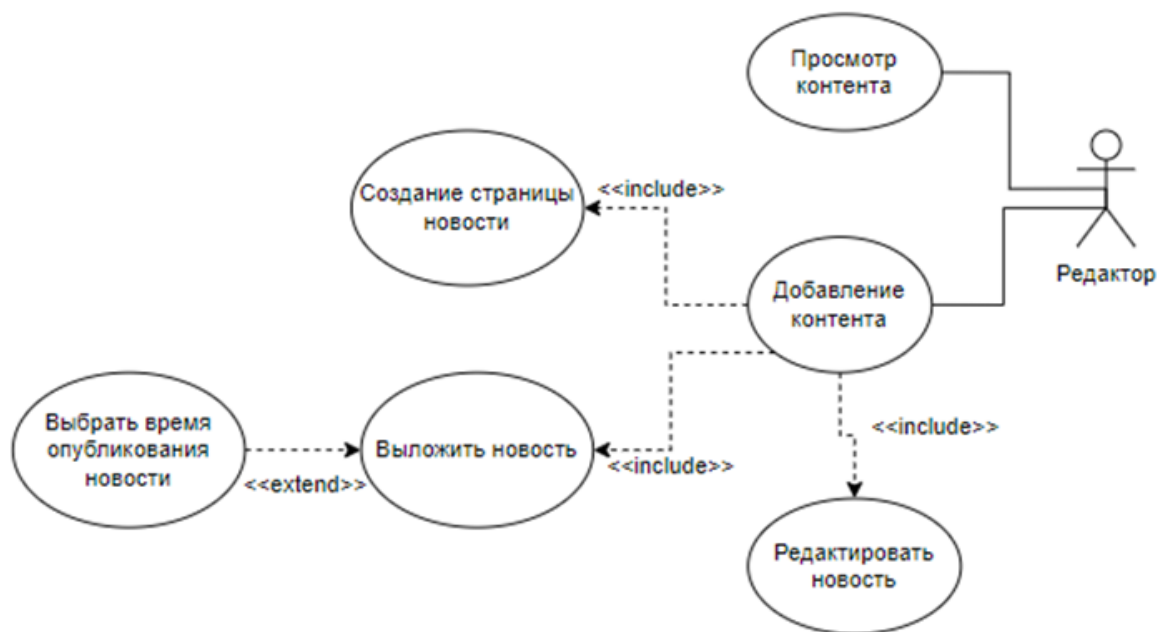 Просмотр
контента
Создание страницы
новости
<<include>>
Редактор
Добавление
контента
Выбрать время
опубликования
новости
<<extend>>
Выложить новость
<<include>>
<<include>>
Редактировать
новость